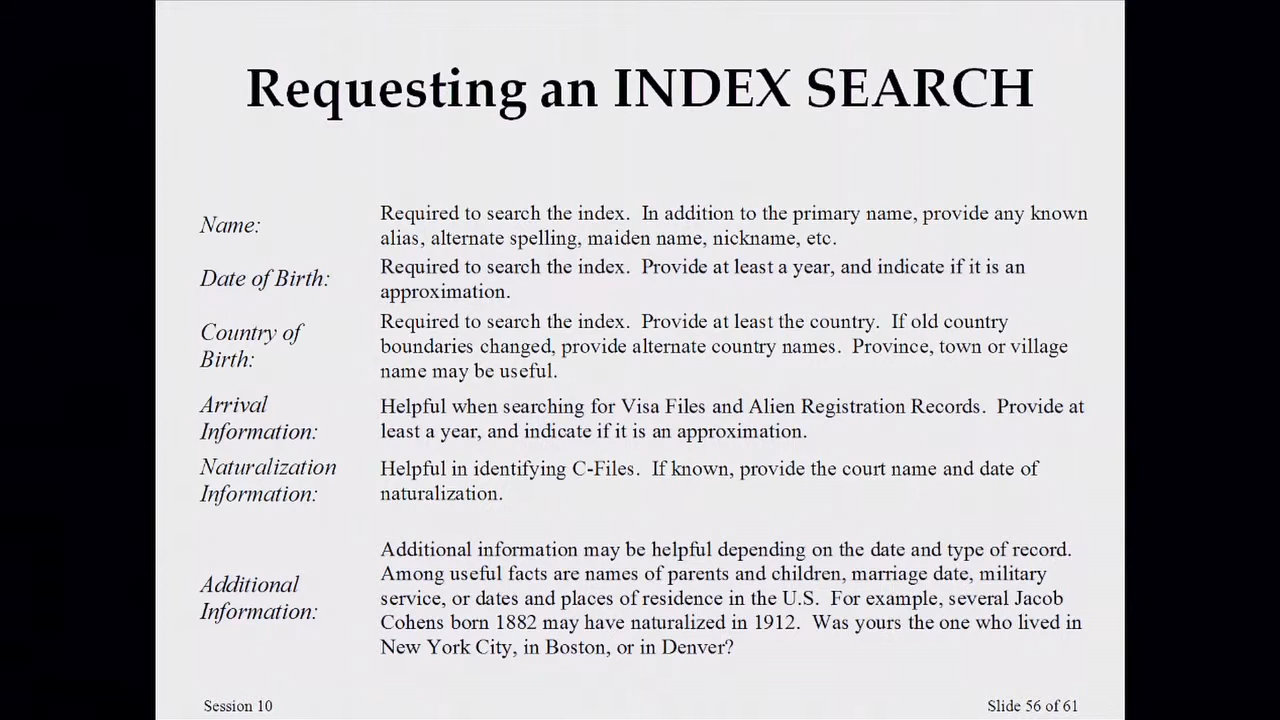 Requesting an INDEX SEARCH
Name:
Required to search the index.  In addition to the primary name, provide any known
alias, alternate spelling, maiden name, nickname, etc.
Date of Birth:
Required to search the index.  Provide at least a year, and indicate if it is an
approximation.
Country of
Birth:
Required to search the index.  Provide at least the country.  If old country
boundaries changed, provide alternate country names.  Province, town or village
name may be useful.
Arrival
Information:
Helpful when searching for Visa Files and Alien Registration Records.  Provide at
least a year, and indicate if it is an approximation.
Naturalization
Information:
Helpful in identifying C-Files.  If known, provide the court name and date of
naturalization.
Additional
Information:
Additional information may be helpful depending on the date and type of record.
Among useful facts are names of parents and children, marriage date, military
service, or dates and places of residence in the U.S.  For example, several Jacob
Cohens born 1882 may have naturalized in 1912.  Was yours the one who lived in
New York City, in Boston, or in Denver?
Session 10
Slide 56 of 61